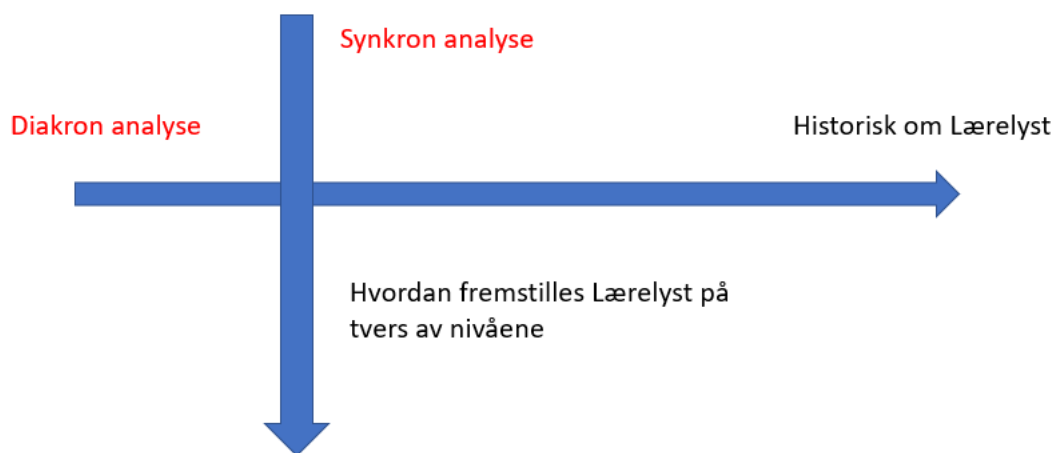 Synkron analyse
Diakron analyse
Historisk om Lærelyst
Hvordan fremstilles Lærelyst på
tvers av nivåene